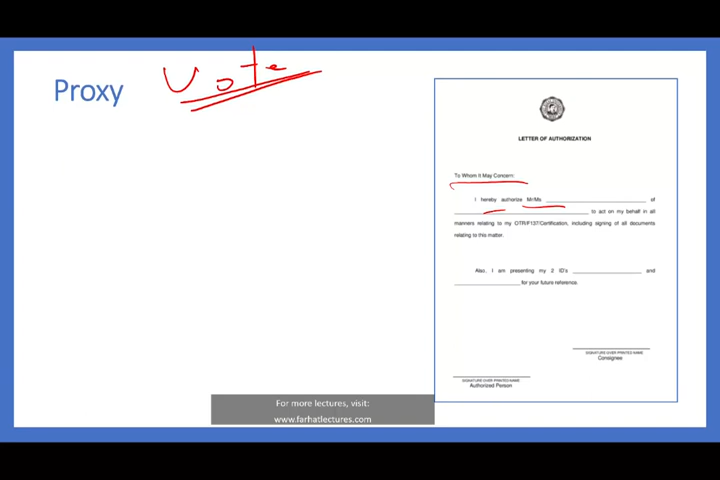 Proxy
Vote
LETTER OF AUTHORIZATION
To Whom It May Concern:
I hereby authorize Mr/Ms. ______________________ of
______________________________ to act on my behalf in all
manners relating to my OTR/F137/Certification, including signing of all documents
relating to this matter.
Also, I am presenting my 2 ID's ________________ and
________________ for your future reference.
SIGNATURE OVER PRINTED NAME
Consignee
SIGNATURE OVER PRINTED NAME
Authorized Person
For more lectures, visit:
www.farhatlectures.com